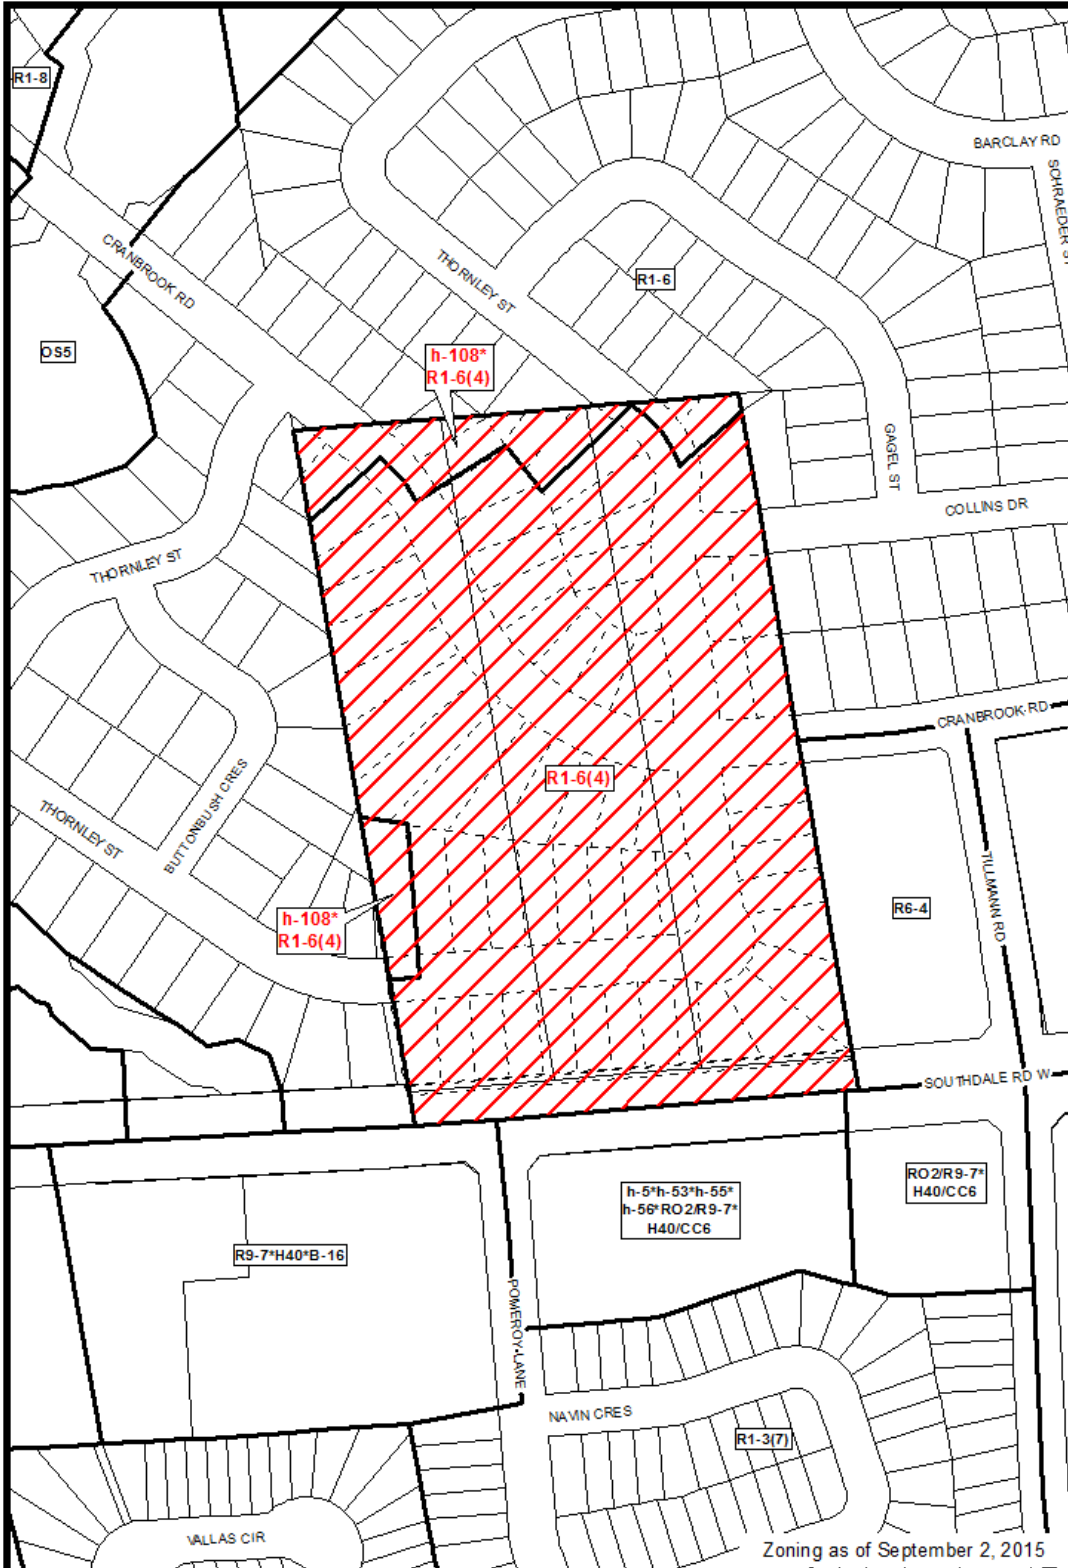 R1-8
BARCLAY RD
CRANBROOK RD
THORNLEY ST
R1-6
OS5
h-108*
R1-6(4)
GAGEL ST
COLLINS DR
THORNLEY ST
CRANBROOK RD
R1-6(4)
BUTTONBUSH CRES
THORNLEY ST
TILLMANN RD
R6-4
h-108*
R1-6(4)
SOUTHDALE RD W
h-5*h-53*h-55*
h-56*RO2/R9-7*
H40/CC6
RO2/R9-7*
H40/CC6
R9-7*H40*B-16
POMEROY LANE
NAVIN CRES
R1-3(7)
VALLAS CIR
Zoning as of September 2, 2015